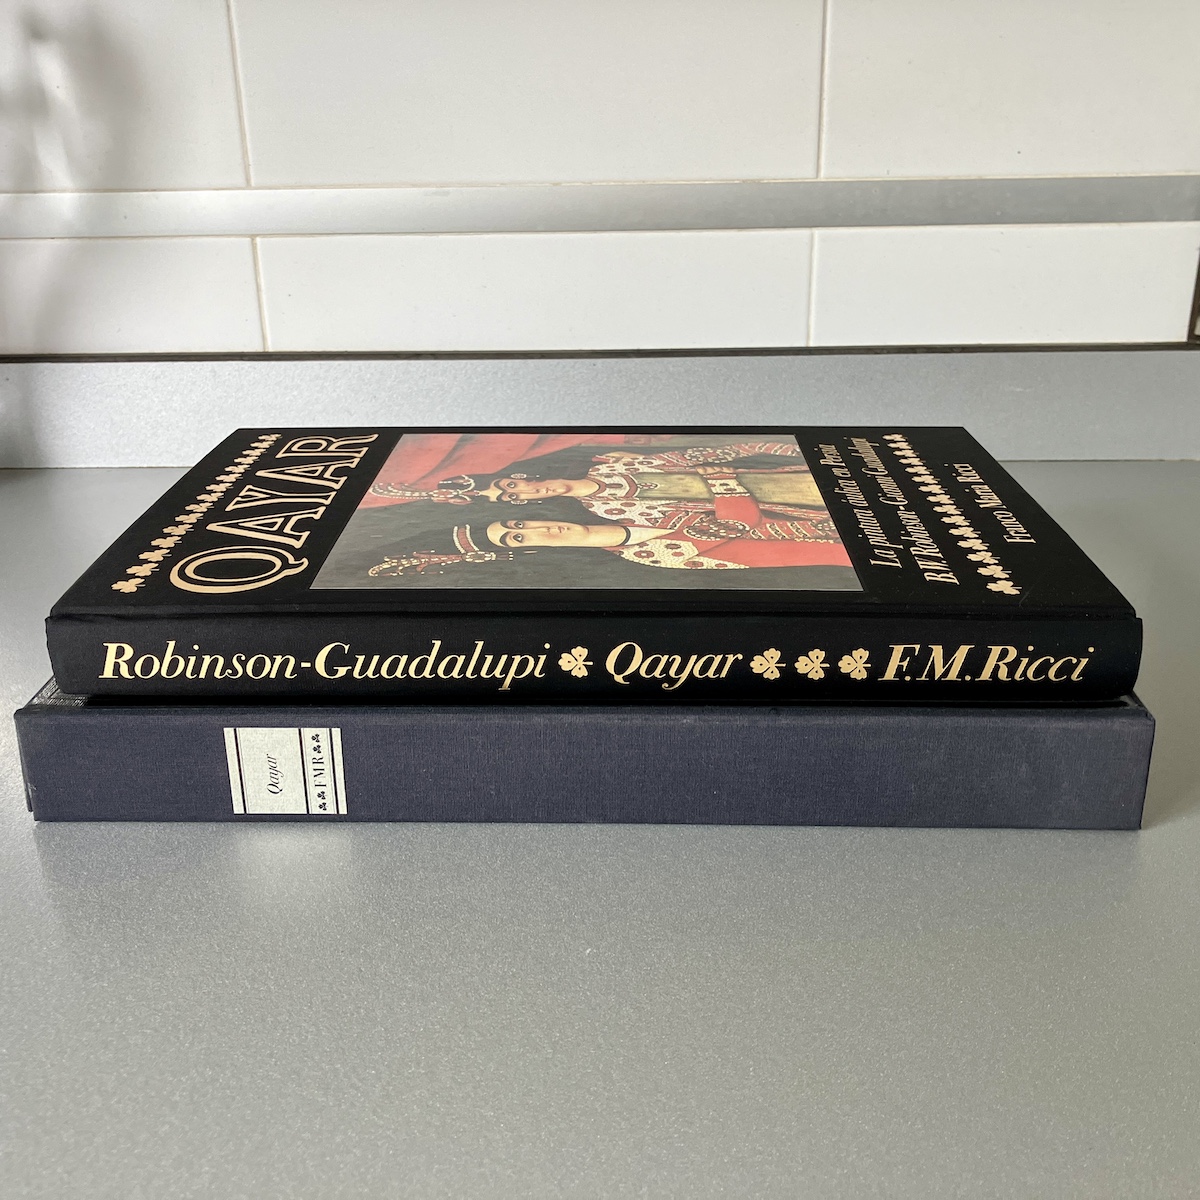 QAYAR
La pintura áulica en Persia
B.W. Robinson-Gianni Guadalupi
Franco Maria Ricci
Robinson-Guadalupi Qayar F.M. Ricci
Qayar
FMR